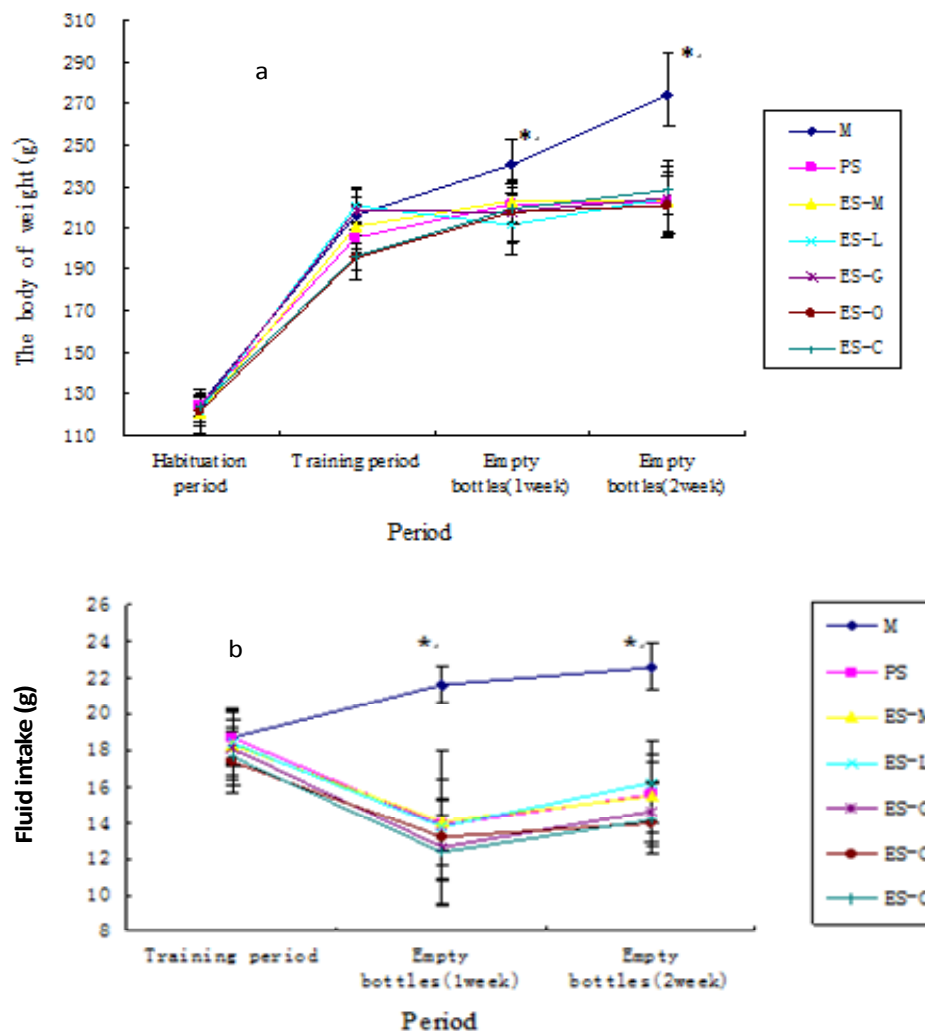 310
290
270
250
230
210
190
170
150
130
110
The body of weight (g)
a
*.
*.
Habituation period
Training period
Empty bottles(1week)
Empty bottles(2week)
Period
M
PS
ES-M
ES-L
ES-G
ES-O
ES-C
26
24
22
20
18
16
14
12
10
8
Fluid intake (g)
b
*.
*.
Training period
Empty bottles(1week)
Empty bottles(2week)
Period
M
PS
ES-M
ES-L